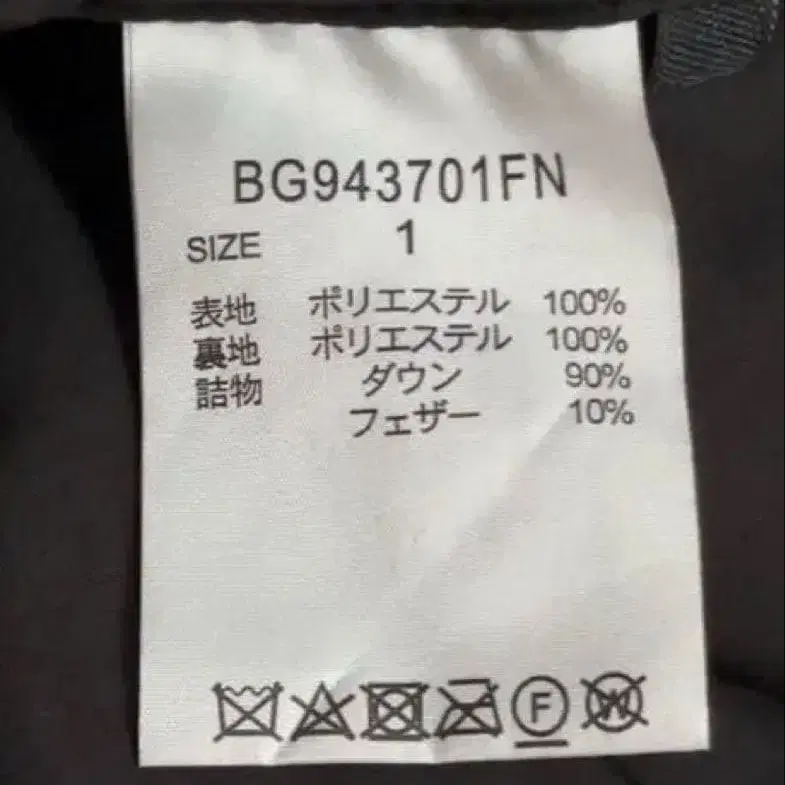 BG943701FN
SIZE 1
表地 ポリエステル 100%
裏地 ポリエステル 100%
詰物 ダウン 90%
フェザー 10%
F W